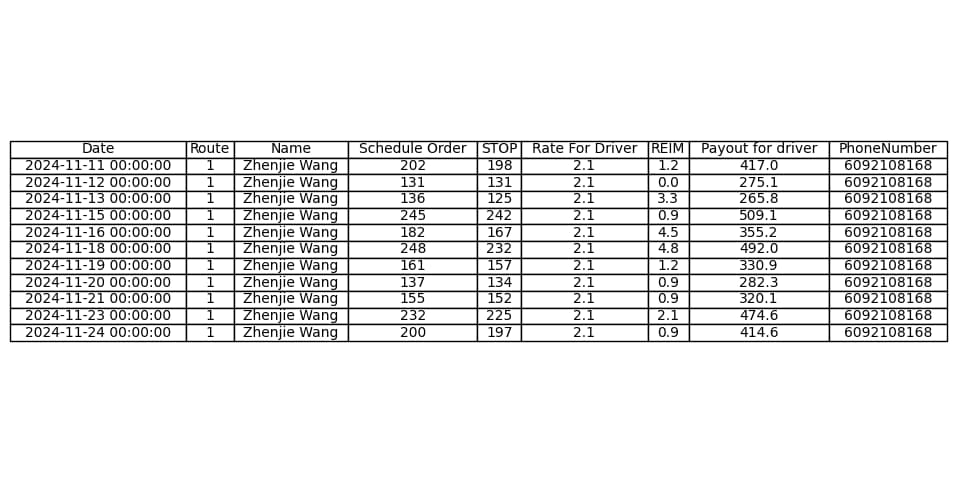 Date Route Name Schedule Order STOP Rate For Driver REIM Payout for driver PhoneNumber
2024-11-11 00:00:00 1 Zhenjie Wang 202 198 2.1 1.2 417.0 6092108168
2024-11-12 00:00:00 1 Zhenjie Wang 131 131 2.1 0.0 275.1 6092108168
2024-11-13 00:00:00 1 Zhenjie Wang 136 125 2.1 3.3 265.8 6092108168
2024-11-15 00:00:00 1 Zhenjie Wang 245 242 2.1 0.9 509.1 6092108168
2024-11-16 00:00:00 1 Zhenjie Wang 182 167 2.1 4.5 355.2 6092108168
2024-11-18 00:00:00 1 Zhenjie Wang 248 232 2.1 4.8 492.0 6092108168
2024-11-19 00:00:00 1 Zhenjie Wang 161 157 2.1 1.2 330.9 6092108168
2024-11-20 00:00:00 1 Zhenjie Wang 137 134 2.1 0.9 282.3 6092108168
2024-11-21 00:00:00 1 Zhenjie Wang 155 152 2.1 0.9 320.1 6092108168
2024-11-23 00:00:00 1 Zhenjie Wang 232 225 2.1 2.1 474.6 6092108168
2024-11-24 00:00:00 1 Zhenjie Wang 200 197 2.1 0.9 414.6 6092108168